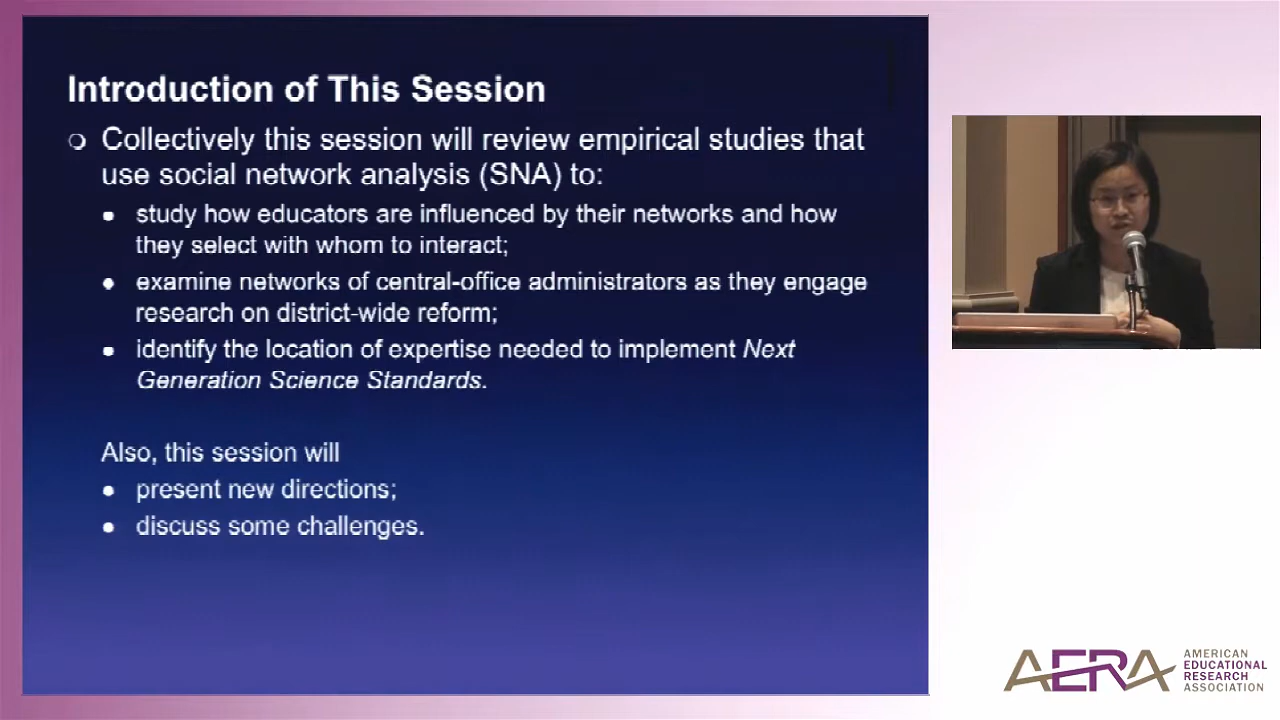 Introduction of This Session
Collectively this session will review empirical studies that
use social network analysis (SNA) to:
study how educators are influenced by their networks and how
they select with whom to interact;
examine networks of central-office administrators as they engage
research on district-wide reform;
identify the location of expertise needed to implement Next
Generation Science Standards.
Also, this session will
present new directions;
discuss some challenges.
AERA
AMERICAN
EDUCATIONAL
RESEARCH
ASSOCIATION